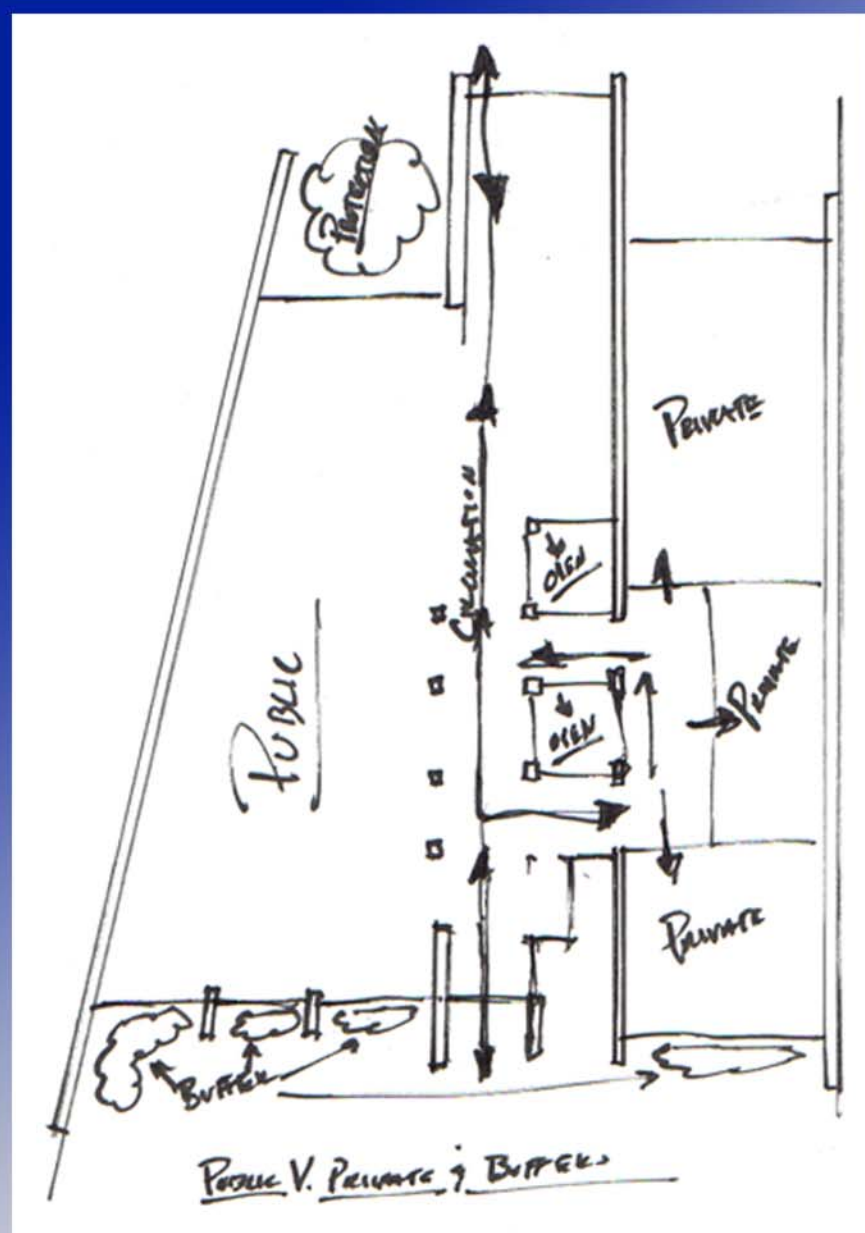 PROTECTION
PRIVATE
CIRCULATION
OPEN
PUBLIC
OPEN
PRIVATE
PRIVATE
BUFFER
PUBLIC V. PRIVATE & BUFFERS